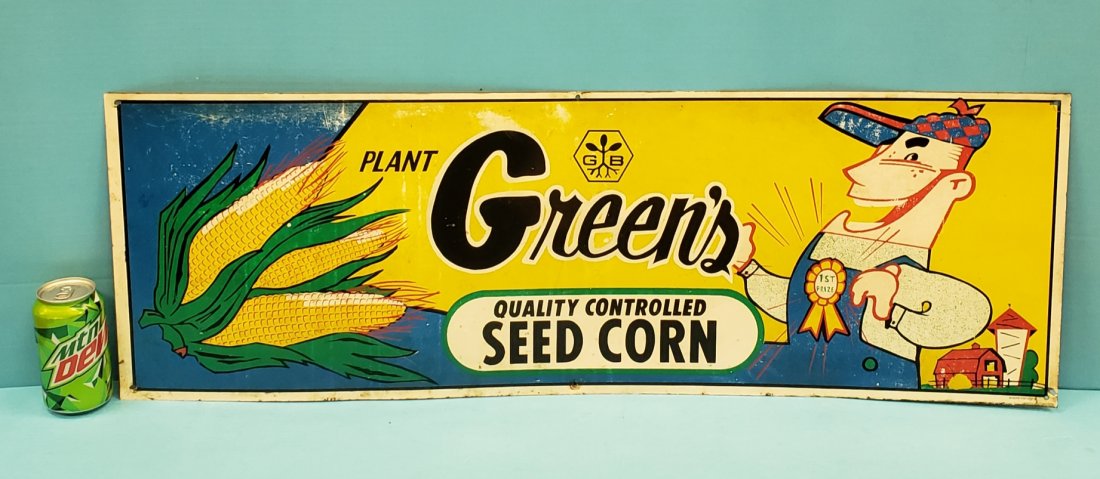 PLANT
Green's
G B
QUALITY CONTROLLED
SEED CORN
1ST
PRIZE
Mtn
Dew